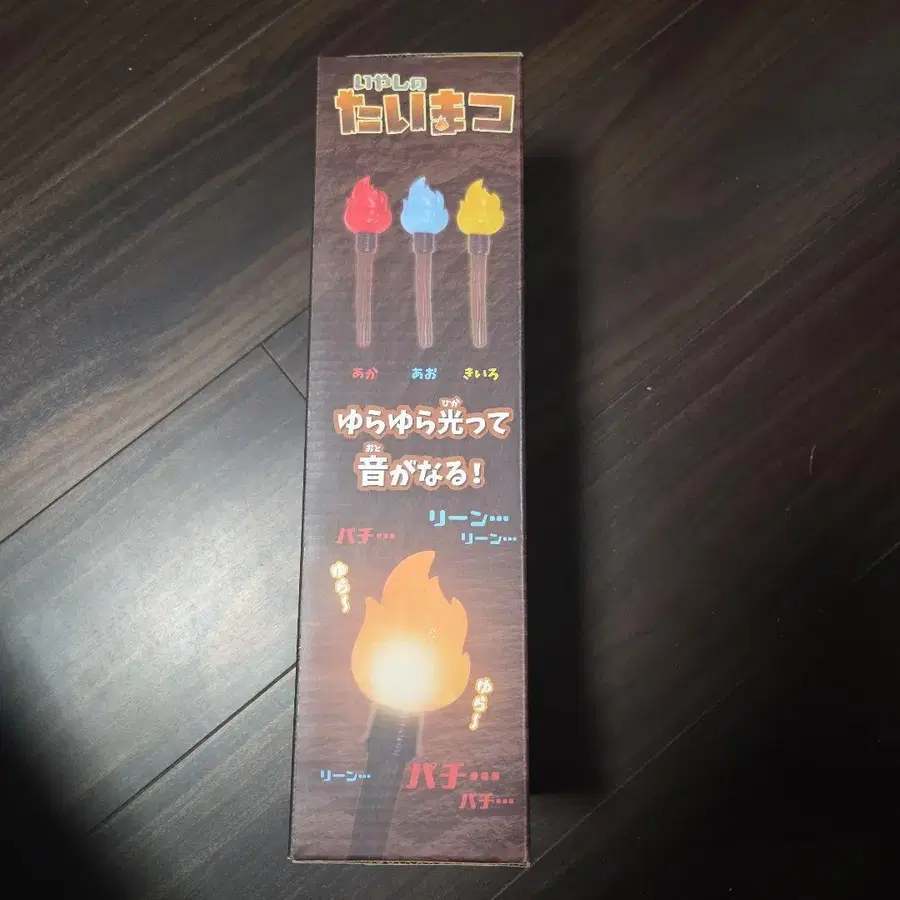 いやしの
たいまつ
あか あお きいろ
ゆらゆら光って
ひか
音がなる!
おと
リーン…
パチ…
リーン…
ゆら〜
ゆら〜
リーン…
パチ…
パチ…